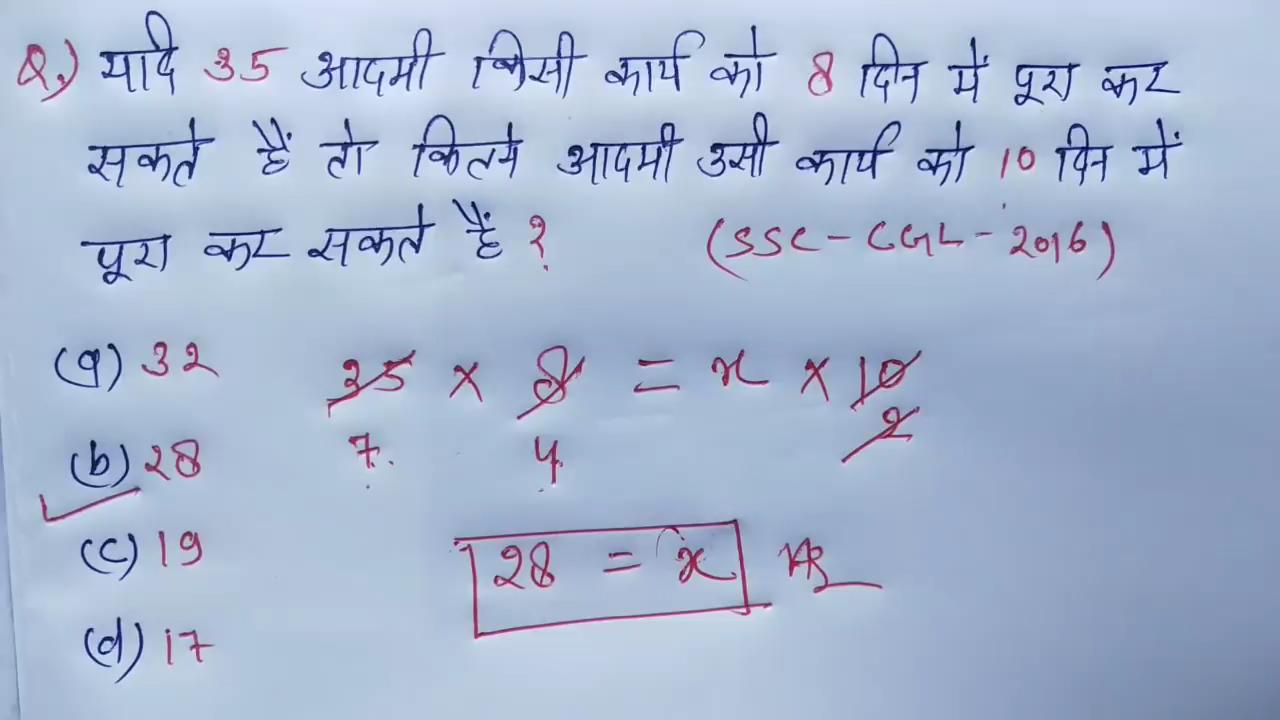 Q.) यदि 35 आदमी किसी कार्य को 8 दिन में पूरा कर
सकते हैं तो कितने आदमी उसी कार्य को 10 दिन में
पूरा कर सकते हैं ? (SSC-CGL-2016)
(a) 32
35 × 8 = x × 10
2
(b) 28
7 4
(c) 19
28 = x
(d) 17